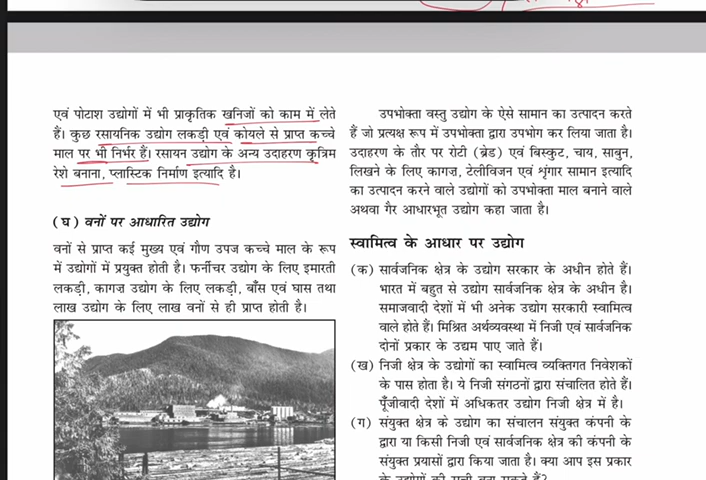 एवं पोटाश उद्योगों में भी प्राकृतिक खनिजों को काम में लेते
हैं। कुछ रसायनिक उद्योग लकड़ी एवं कोयले से प्राप्त कच्चे
माल पर भी निर्भर हैं। रसायन उद्योग के अन्य उदाहरण कृत्रिम
रेशे बनाना, प्लास्टिक निर्माण इत्यादि है।
(घ) वनों पर आधारित उद्योग
वनों से प्राप्त कई मुख्य एवं गौण उपज कच्चे माल के रूप
में उद्योगों में प्रयुक्त होती है। फर्नीचर उद्योग के लिए इमारती
लकड़ी, कागज़ उद्योग के लिए लकड़ी, बाँस एवं घास तथा
लाख उद्योग के लिए लाख वनों से ही प्राप्त होती है।
उपभोक्ता वस्तु उद्योग के ऐसे सामान का उत्पादन करते
हैं जो प्रत्यक्ष रूप में उपभोक्ता द्वारा उपभोग कर लिया जाता है।
उदाहरण के तौर पर रोटी (ब्रेड) एवं बिस्कुट, चाय, साबुन,
लिखने के लिए कागज़, टेलीविजन एवं शृंगार सामान इत्यादि
का उत्पादन करने वाले उद्योगों को उपभोक्ता माल बनाने वाले
अथवा गैर आधारभूत उद्योग कहा जाता है।
स्वामित्व के आधार पर उद्योग
(क) सार्वजनिक क्षेत्र के उद्योग सरकार के अधीन होते हैं।
भारत में बहुत से उद्योग सार्वजनिक क्षेत्र के अधीन है।
समाजवादी देशों में भी अनेक उद्योग सरकारी स्वामित्व
वाले होते हैं। मिश्रित अर्थव्यवस्था में निजी एवं सार्वजनिक
दोनों प्रकार के उद्यम पाए जाते हैं।
(ख) निजी क्षेत्र के उद्योगों का स्वामित्व व्यक्तिगत निवेशकों
के पास होता है। ये निजी संगठनों द्वारा संचालित होते हैं।
पूँजीवादी देशों में अधिकतर उद्योग निजी क्षेत्र में है।
(ग) संयुक्त क्षेत्र के उद्योग का संचालन संयुक्त कंपनी के
द्वारा या किसी निजी एवं सार्वजनिक क्षेत्र की कंपनी के
संयुक्त प्रयासों द्वारा किया जाता है। क्या आप इस प्रकार
के उद्योगों की सूची बना सकते हैं?